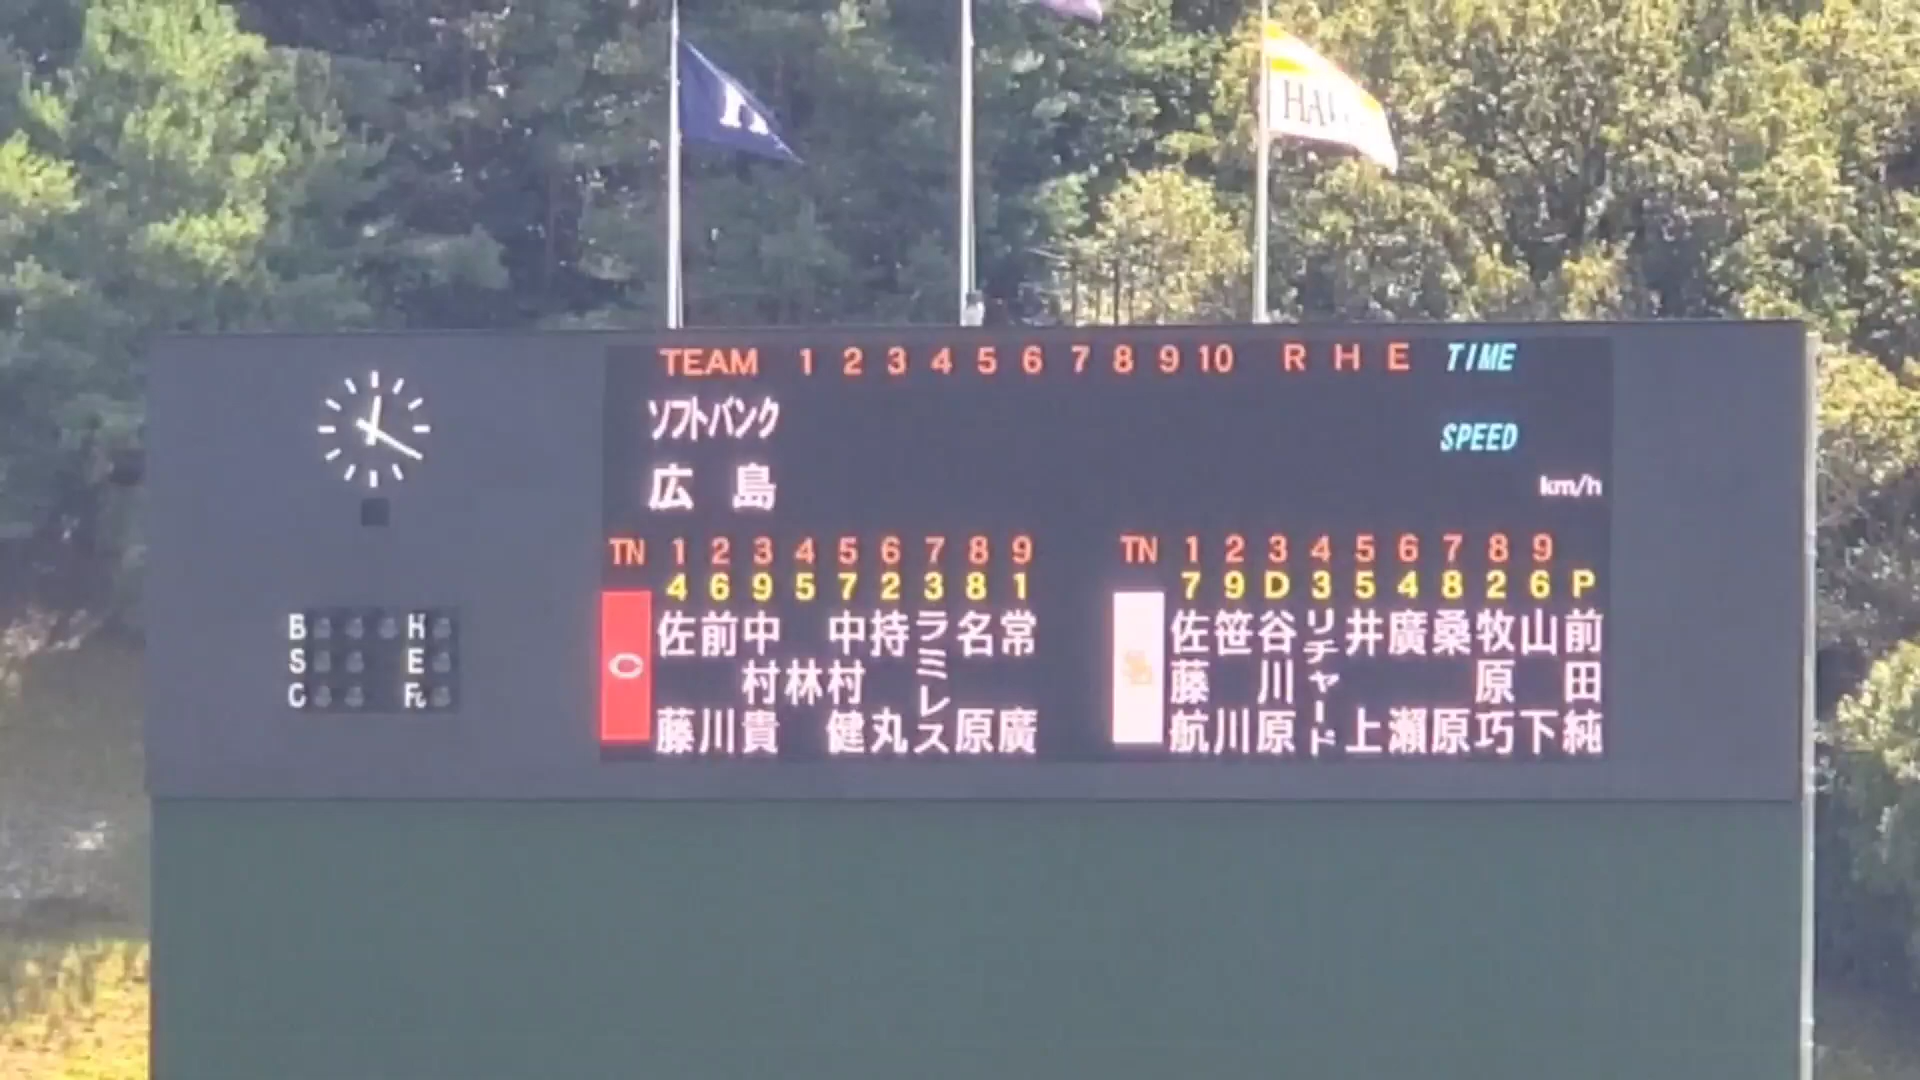 HAW
TEAM 1 2 3 4 5 6 7 8 9 10 R H E TIME
ソフトバンク
SPEED
広島
km/h
TN 1 2 3 4 5 6 7 8 9
4 6 9 5 7 2 3 8 1
C
佐藤
前川
中村貴
林
中村健
持丸
ラミレス
名原
常廣
TN 1 2 3 4 5 6 7 8 9
7 9 D 3 5 4 8 2 6 P
佐藤航
笹川
谷川原
リチャード
井上
廣瀬
桑原
牧原巧
山下
前田純
B H
S E
C Fc